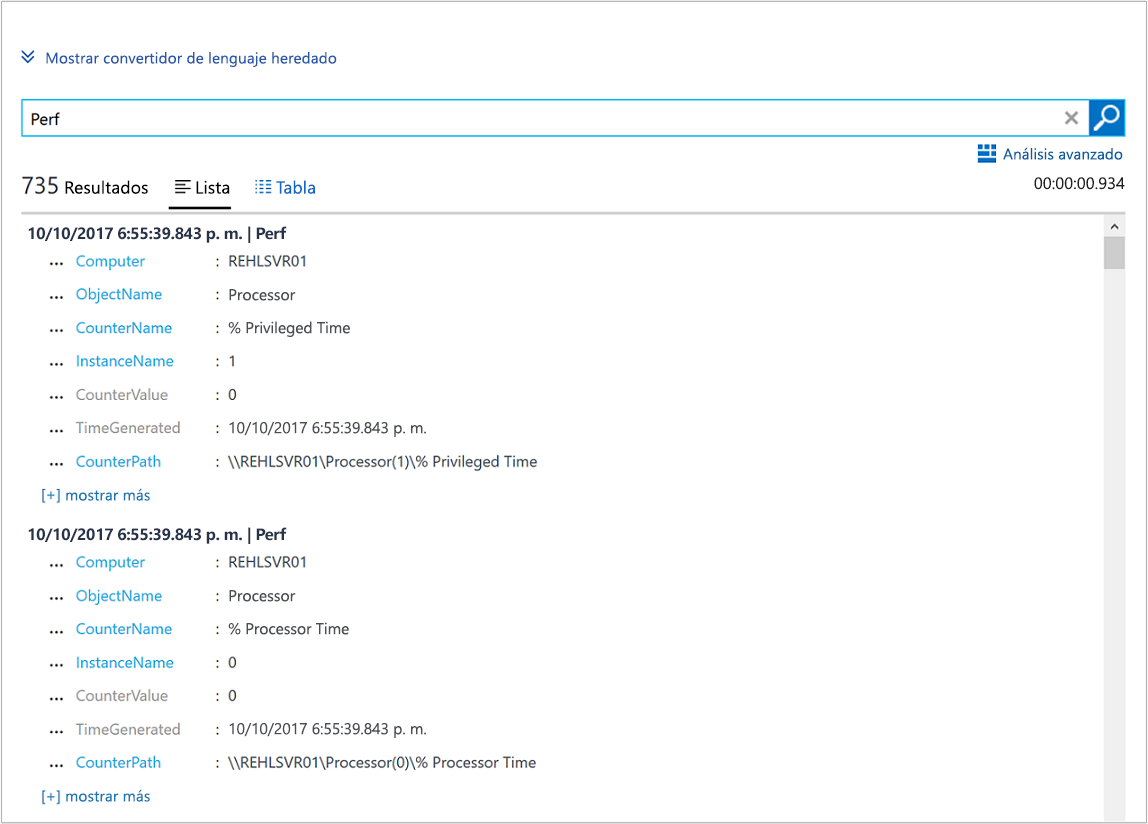 Mostrar convertidor de lenguaje heredado
Perf
Análisis avanzado
735 Resultados Lista Tabla 00:00:00.934
10/10/2017 6:55:39.843 p. m. | Perf
... Computer : REHLSVR01
... ObjectName : Processor
... CounterName : % Privileged Time
... InstanceName : 1
... CounterValue : 0
... TimeGenerated : 10/10/2017 6:55:39.843 p. m.
... CounterPath : \\REHLSVR01\Processor(1)\% Privileged Time
[+] mostrar más
10/10/2017 6:55:39.843 p. m. | Perf
... Computer : REHLSVR01
... ObjectName : Processor
... CounterName : % Processor Time
... InstanceName : 0
... CounterValue : 0
... TimeGenerated : 10/10/2017 6:55:39.843 p. m.
... CounterPath : \\REHLSVR01\Processor(0)\% Processor Time
[+] mostrar más